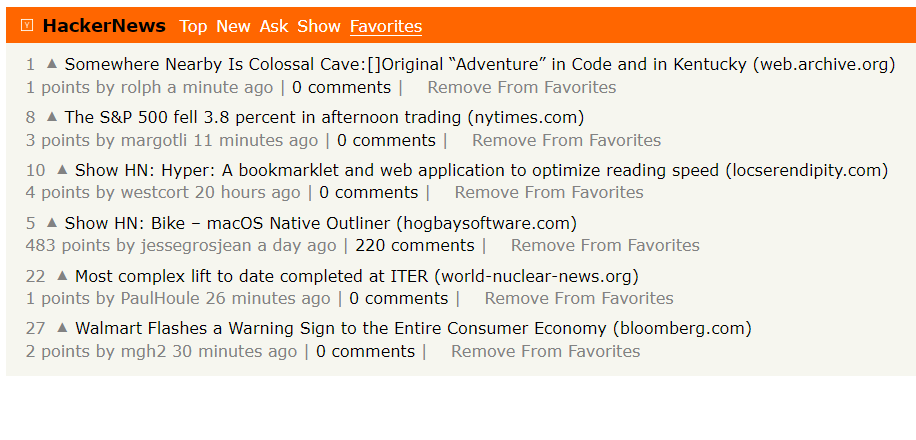 Y HackerNews Top New Ask Show Favorites
1 ▲ Somewhere Nearby Is Colossal Cave:[]Original “Adventure” in Code and in Kentucky (web.archive.org)
1 points by rolph a minute ago | 0 comments | Remove From Favorites
8 ▲ The S&P 500 fell 3.8 percent in afternoon trading (nytimes.com)
3 points by margotli 11 minutes ago | 0 comments | Remove From Favorites
10 ▲ Show HN: Hyper: A bookmarklet and web application to optimize reading speed (locserendipity.com)
4 points by westcort 20 hours ago | 0 comments | Remove From Favorites
5 ▲ Show HN: Bike – macOS Native Outliner (hogbaysoftware.com)
483 points by jessegrosjean a day ago | 220 comments | Remove From Favorites
22 ▲ Most complex lift to date completed at ITER (world-nuclear-news.org)
1 points by PaulHoule 26 minutes ago | 0 comments | Remove From Favorites
27 ▲ Walmart Flashes a Warning Sign to the Entire Consumer Economy (bloomberg.com)
2 points by mgh2 30 minutes ago | 0 comments | Remove From Favorites